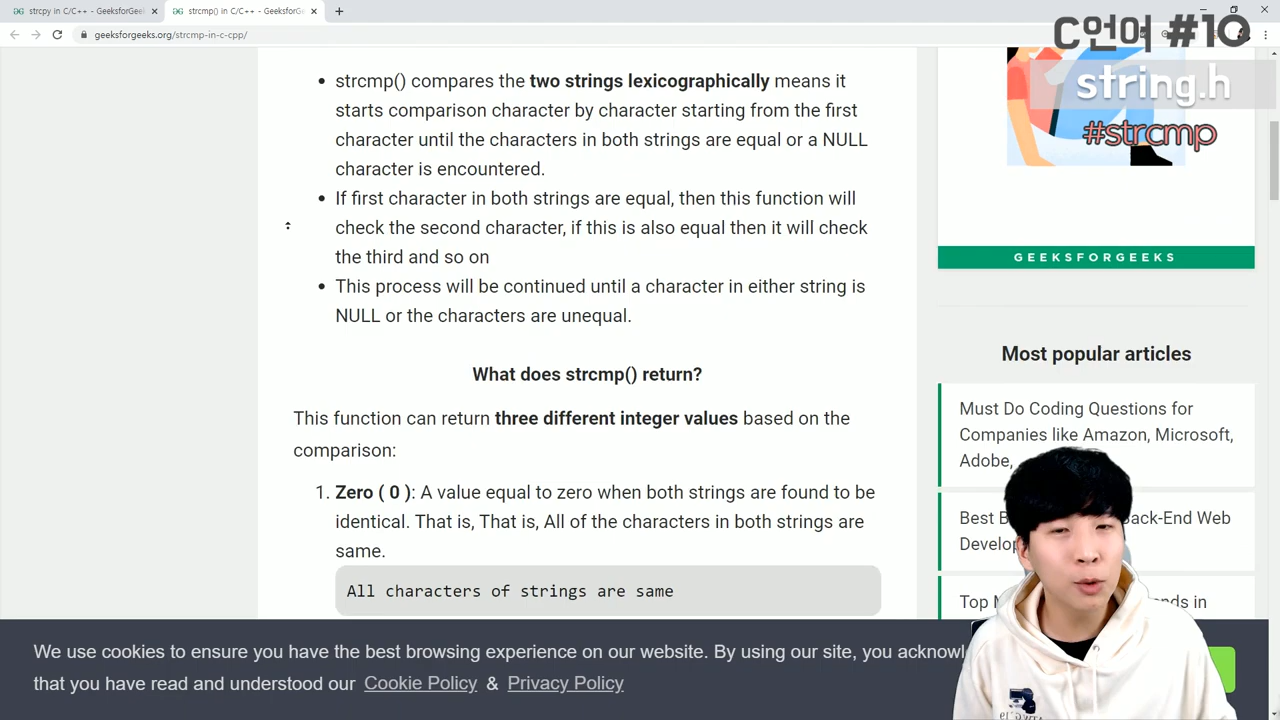 strcpy in C/C++ - GeeksforGeel
strcmp() in C/C++ - GeeksforGe
geeksforgeeks.org/strcmp-in-c-cpp/
C언어 #10
string.h
#strcmp
strcmp() compares the two strings lexicographically means it
starts comparison character by character starting from the first
character until the characters in both strings are equal or a NULL
character is encountered.
If first character in both strings are equal, then this function will
check the second character, if this is also equal then it will check
the third and so on
This process will be continued until a character in either string is
NULL or the characters are unequal.
What does strcmp() return?
This function can return three different integer values based on the
comparison:
1. Zero ( 0 ): A value equal to zero when both strings are found to be
identical. That is, That is, All of the characters in both strings are
same.
All characters of strings are same
GEEKSFORGEEKS
Most popular articles
Must Do Coding Questions for
Companies like Amazon, Microsoft,
Adobe,
Best B ack-End Web
Develop
Top nds in
We use cookies to ensure you have the best browsing experience on our website. By using our site, you acknowl
that you have read and understood our Cookie Policy & Privacy Policy